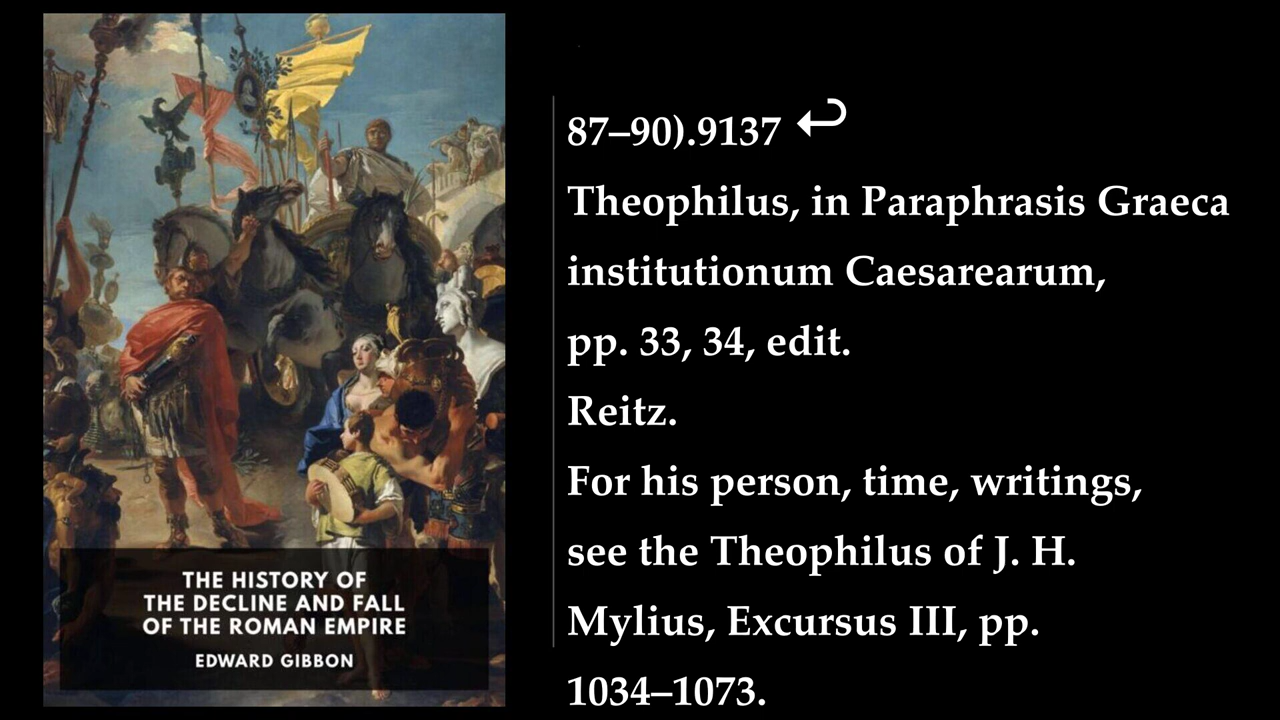 THE HISTORY OF
THE DECLINE AND FALL
OF THE ROMAN EMPIRE
EDWARD GIBBON
87–90).9137 ↩
Theophilus, in Paraphrasis Graeca
institutionum Caesarearum,
pp. 33, 34, edit.
Reitz.
For his person, time, writings,
see the Theophilus of J. H.
Mylius, Excursus III, pp.
1034–1073.